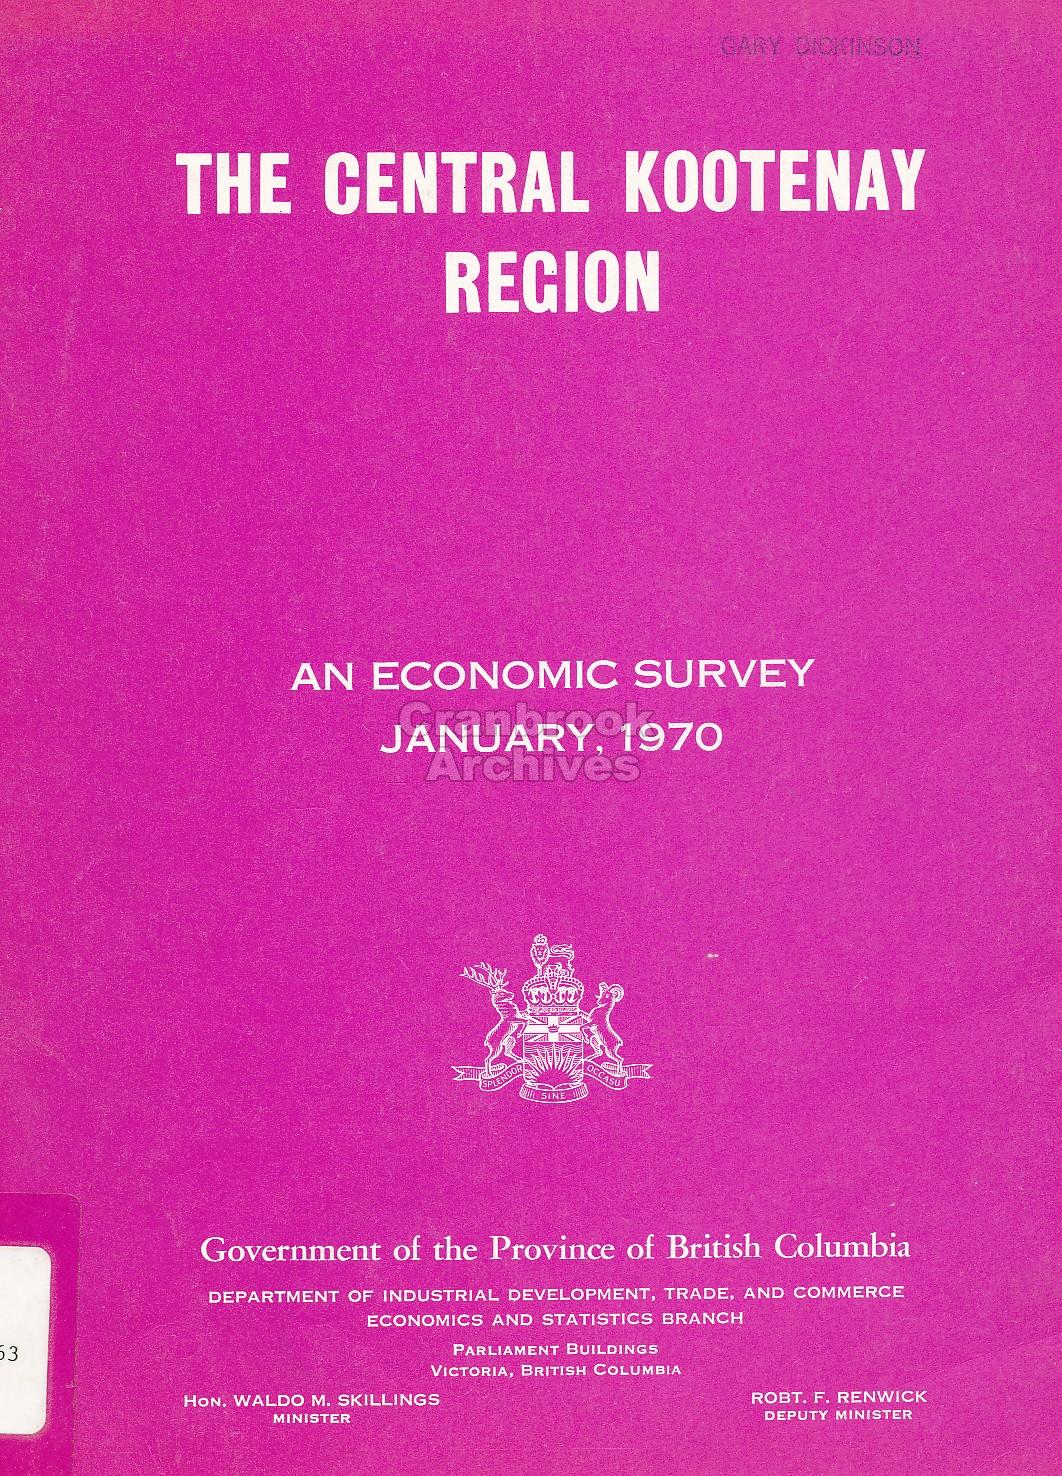 GARY DICKINSON
THE CENTRAL KOOTENAY
REGION
AN ECONOMIC SURVEY
Cranbrook
JANUARY, 1970
Archives
SPLENDOR
SINE
OCCASU
Government of the Province of British Columbia
DEPARTMENT OF INDUSTRIAL DEVELOPMENT, TRADE, AND COMMERCE
ECONOMICS AND STATISTICS BRANCH
PARLIAMENT BUILDINGS
VICTORIA, BRITISH COLUMBIA
HON. WALDO M. SKILLINGS
MINISTER
ROBT. F. RENWICK
DEPUTY MINISTER